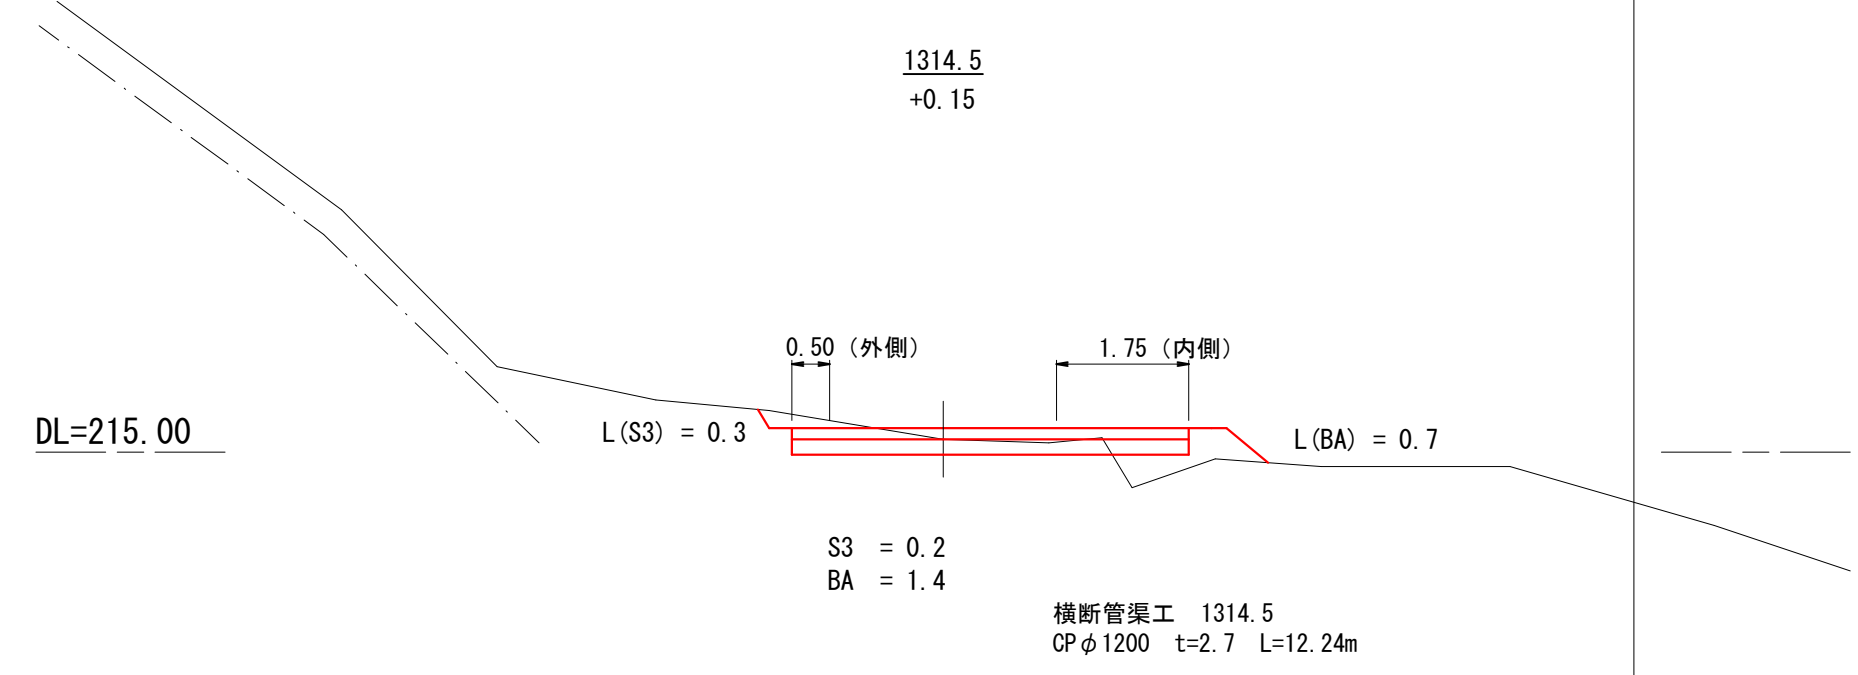 1314.5
+0.15
0.50 (外側)
1.75 (内側)
DL=215.00
L(S3) = 0.3
L(BA) = 0.7
S3 = 0.2
BA = 1.4
横断管渠工 1314.5
CPφ1200 t=2.7 L=12.24m